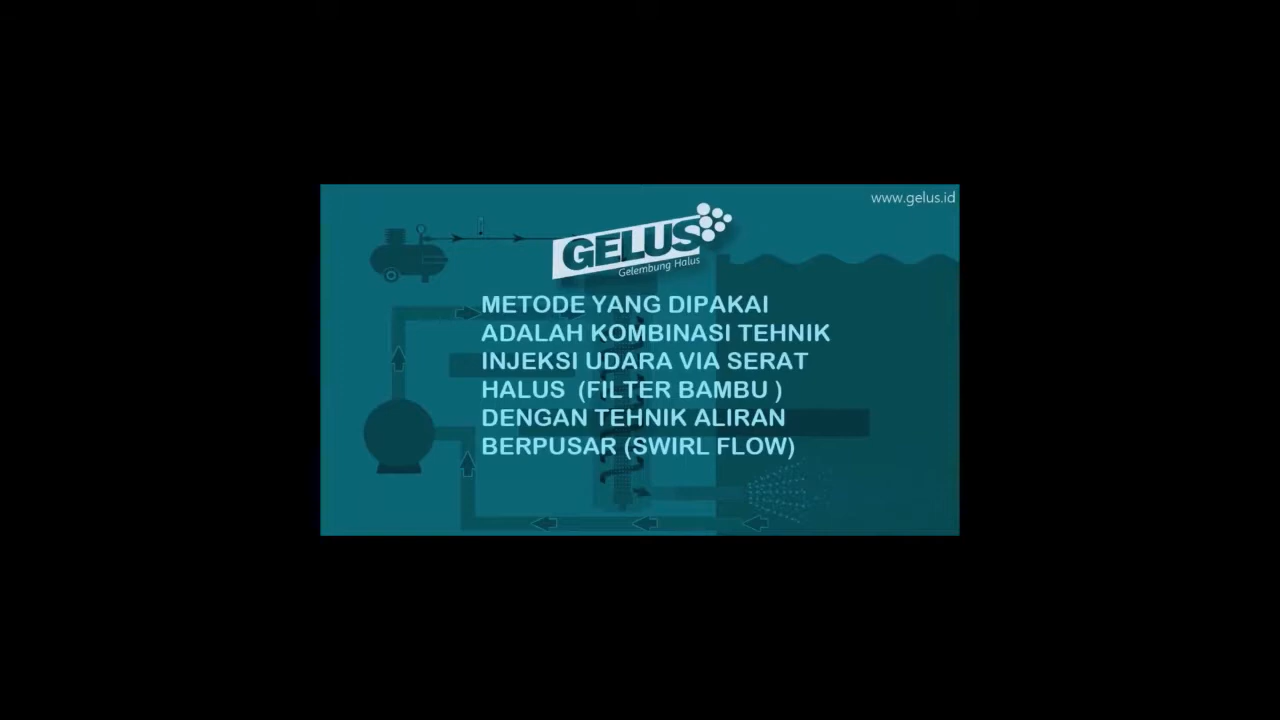 www.gelus.id
GELUS
Gelembung Halus
METODE YANG DIPAKAI
ADALAH KOMBINASI TEHNIK
INJEKSI UDARA VIA SERAT
HALUS (FILTER BAMBU )
DENGAN TEHNIK ALIRAN
BERPUSAR (SWIRL FLOW)